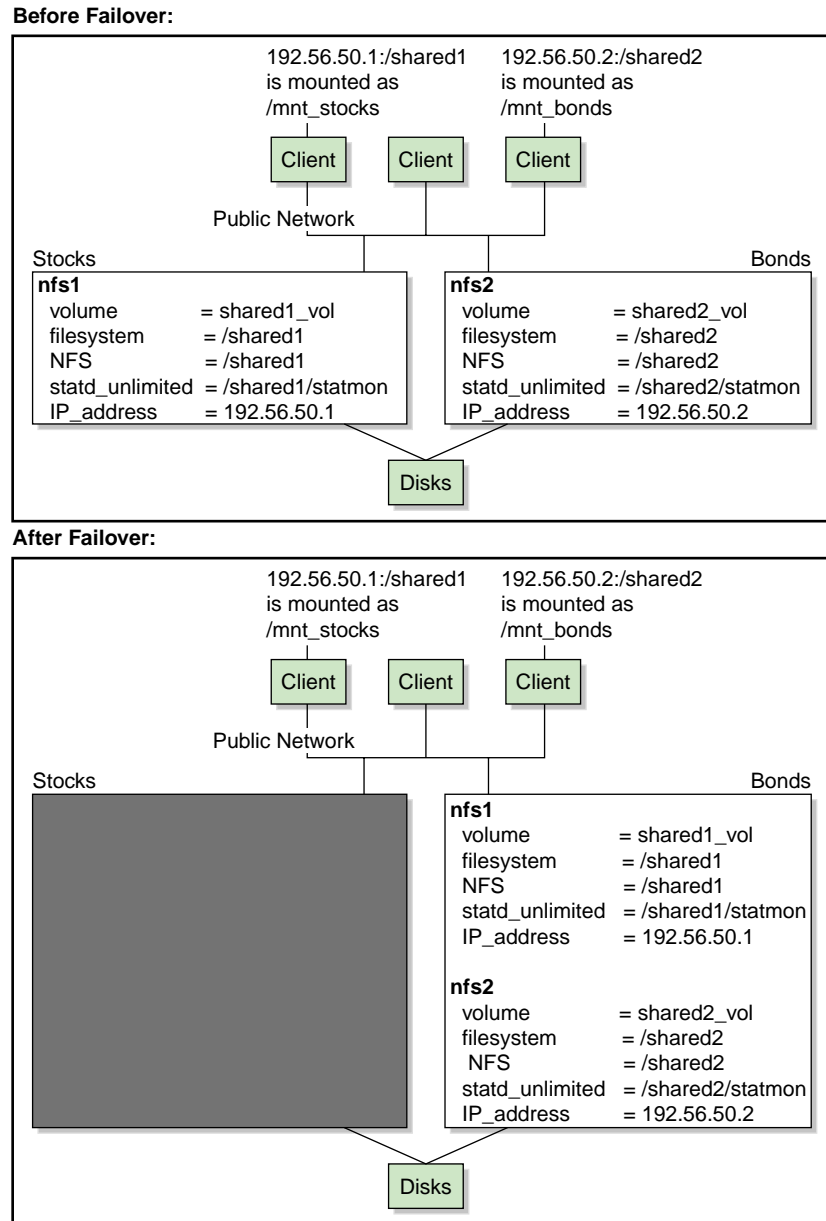 Before Failover:
192.56.50.1:/shared1
is mounted as
/mnt_stocks
192.56.50.2:/shared2
is mounted as
/mnt_bonds
Client
Client
Client
Public Network
Stocks
nfs1
volume = shared1_vol
filesystem = /shared1
NFS = /shared1
statd_unlimited = /shared1/statmon
IP_address = 192.56.50.1
Bonds
nfs2
volume = shared2_vol
filesystem = /shared2
NFS = /shared2
statd_unlimited = /shared2/statmon
IP_address = 192.56.50.2
Disks
After Failover:
192.56.50.1:/shared1
is mounted as
/mnt_stocks
192.56.50.2:/shared2
is mounted as
/mnt_bonds
Client
Client
Client
Public Network
Stocks
Bonds
nfs1
volume = shared1_vol
filesystem = /shared1
NFS = /shared1
statd_unlimited = /shared1/statmon
IP_address = 192.56.50.1
nfs2
volume = shared2_vol
filesystem = /shared2
NFS = /shared2
statd_unlimited = /shared2/statmon
IP_address = 192.56.50.2
Disks